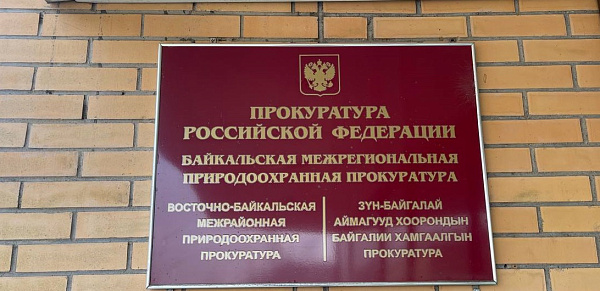 ПРОКУРАТУРА
РОССИЙСКОЙ ФЕДЕРАЦИИ
БАЙКАЛЬСКАЯ МЕЖРЕГИОНАЛЬНАЯ
ПРИРОДООХРАННАЯ ПРОКУРАТУРА
ВОСТОЧНО-БАЙКАЛЬСКАЯ
МЕЖРАЙОННАЯ
ПРИРОДООХРАННАЯ
ПРОКУРАТУРА
ЗҮН-БАЙГАЛАЙ
АЙМАГУУД ХООРОНДЫН
БАЙГАЛИИ ХАМГААЛГЫН
ПРОКУРАТУРА